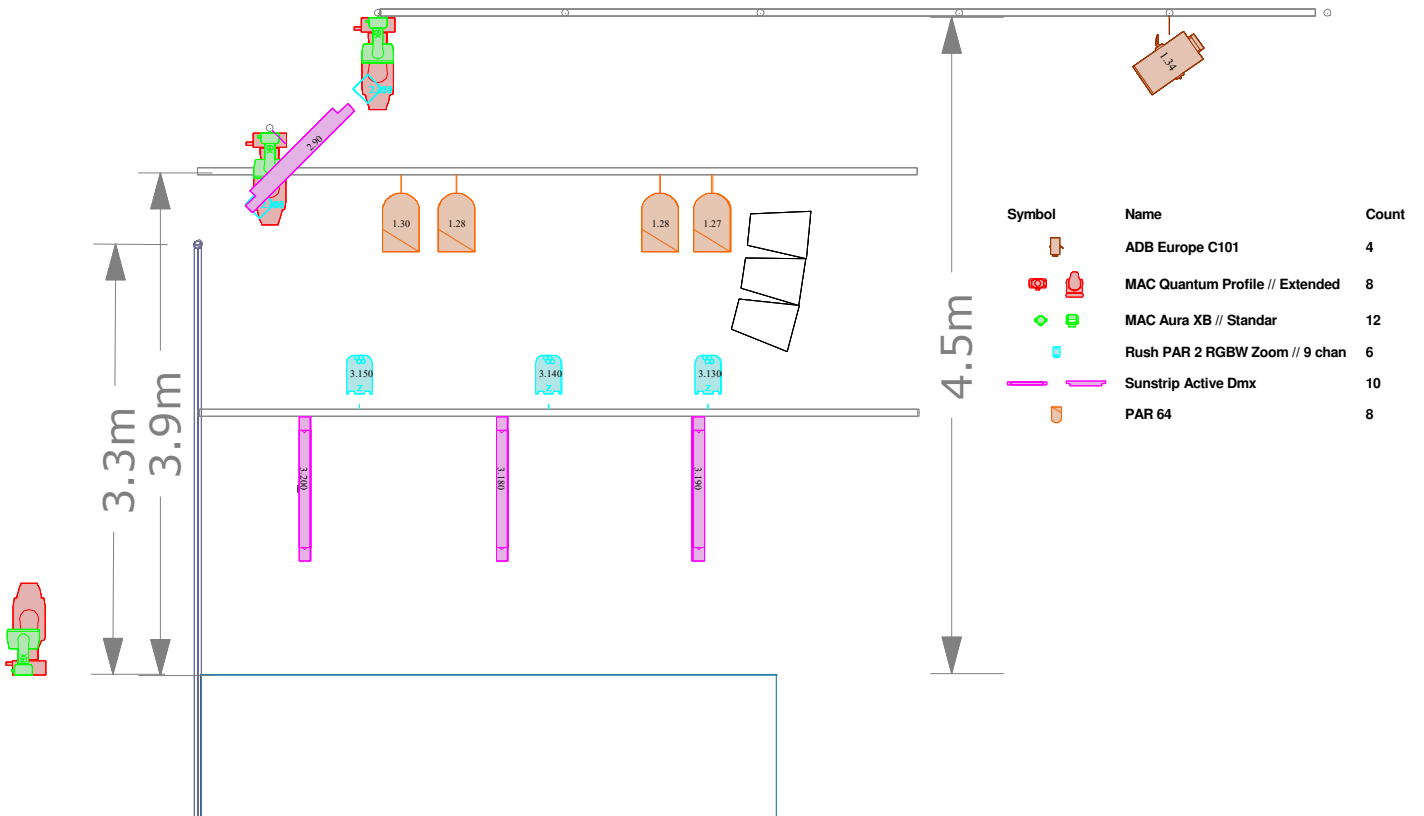 1.34
2.90
1.30
1.28
1.28
1.27
Symbol Name Count
ADB Europe C101 4
MAC Quantum Profile // Extended 8
MAC Aura XB // Standar 12
Rush PAR 2 RGBW Zoom // 9 chan 6
Sunstrip Active Dmx 10
PAR 64 8
3.150
3.140
3.130
3.3m
3.9m
4.5m
3.200
3.180
3.190